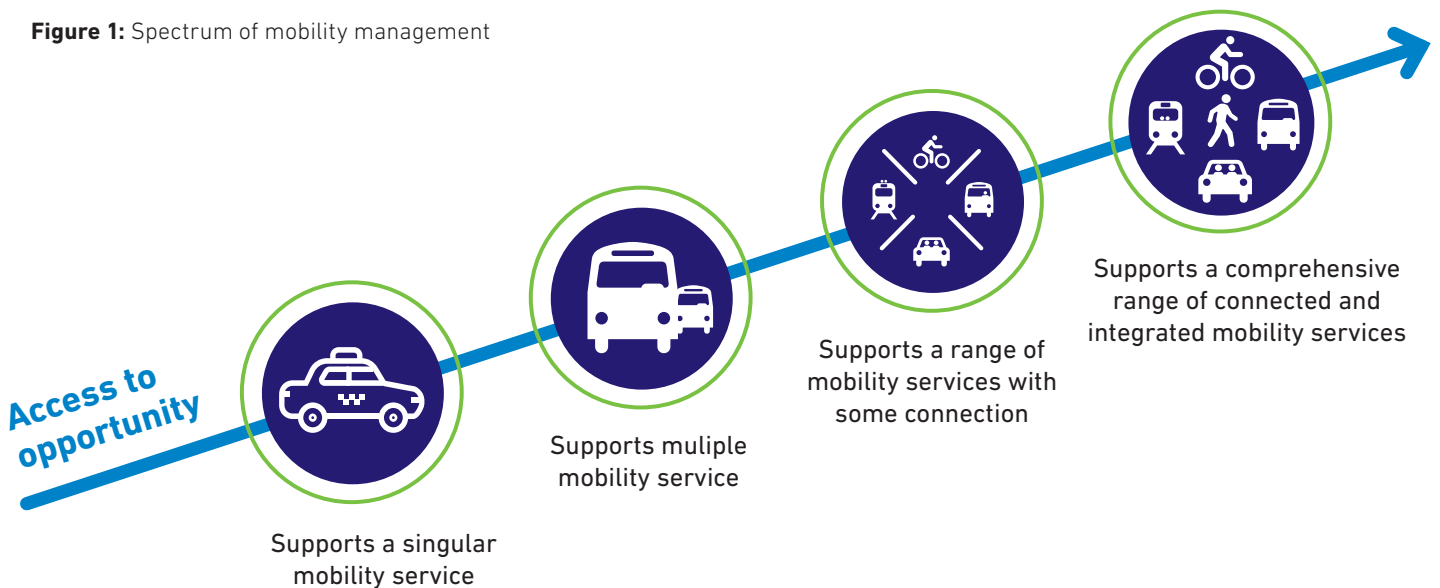 Figure 1: Spectrum of mobility management
Access to
opportunity
Supports a singular
mobility service
Supports muliple
mobility service
Supports a range of
mobility services with
some connection
Supports a comprehensive
range of connected and
integrated mobility services